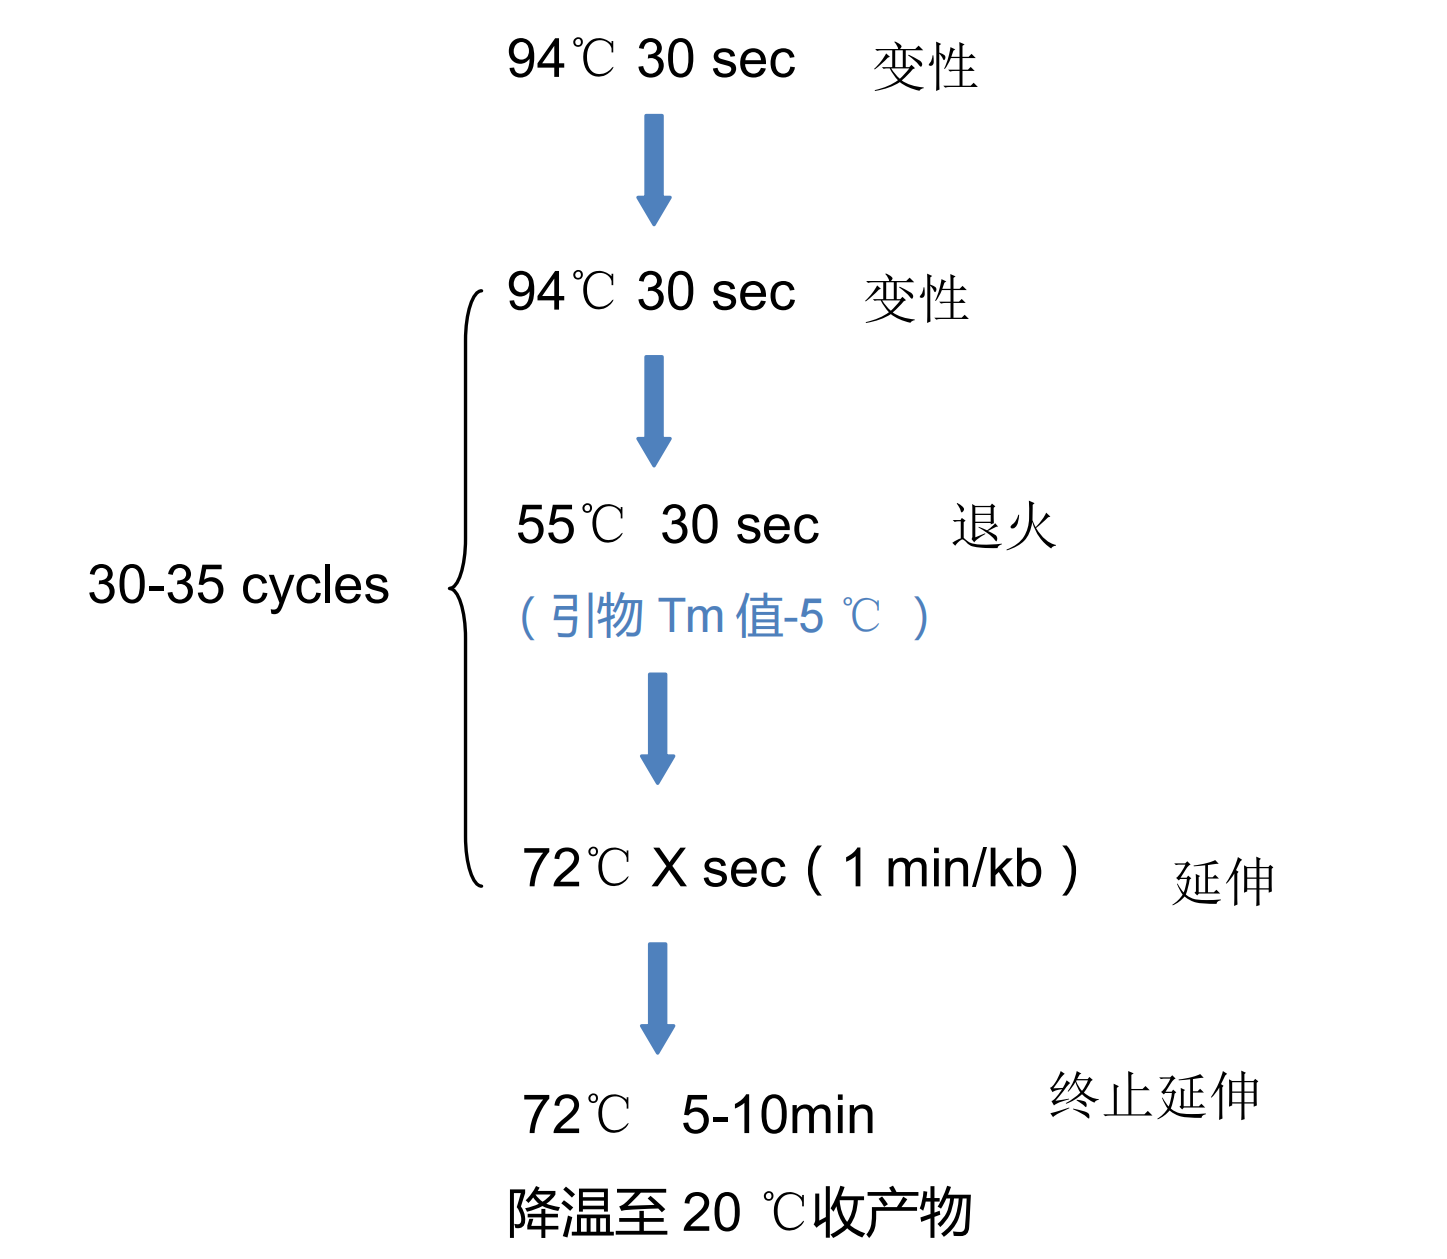 94℃ 30 sec 变性
94℃ 30 sec 变性
55℃ 30 sec 退火
30-35 cycles
（引物 Tm 值-5 ℃ ）
72℃ X sec（1 min/kb） 延伸
72℃ 5-10min 终止延伸
降温至 20 ℃收产物